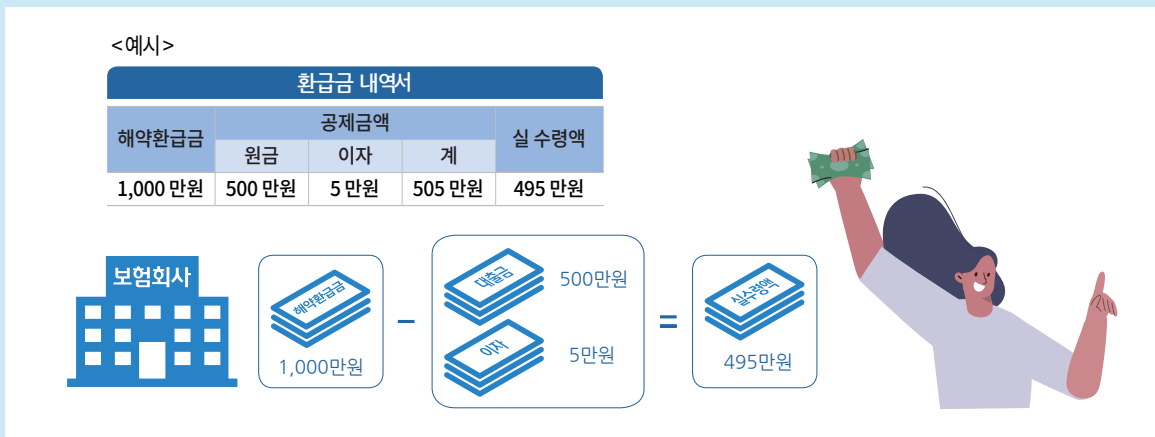 <예시>
환급금 내역서
해약환급금 공제금액 실 수령액
원금 이자 계
1,000 만원 500 만원 5 만원 505 만원 495 만원
보험회사
해약환급금
1,000만원
–
대출금
500만원
이자
5만원
=
실수령액
495만원